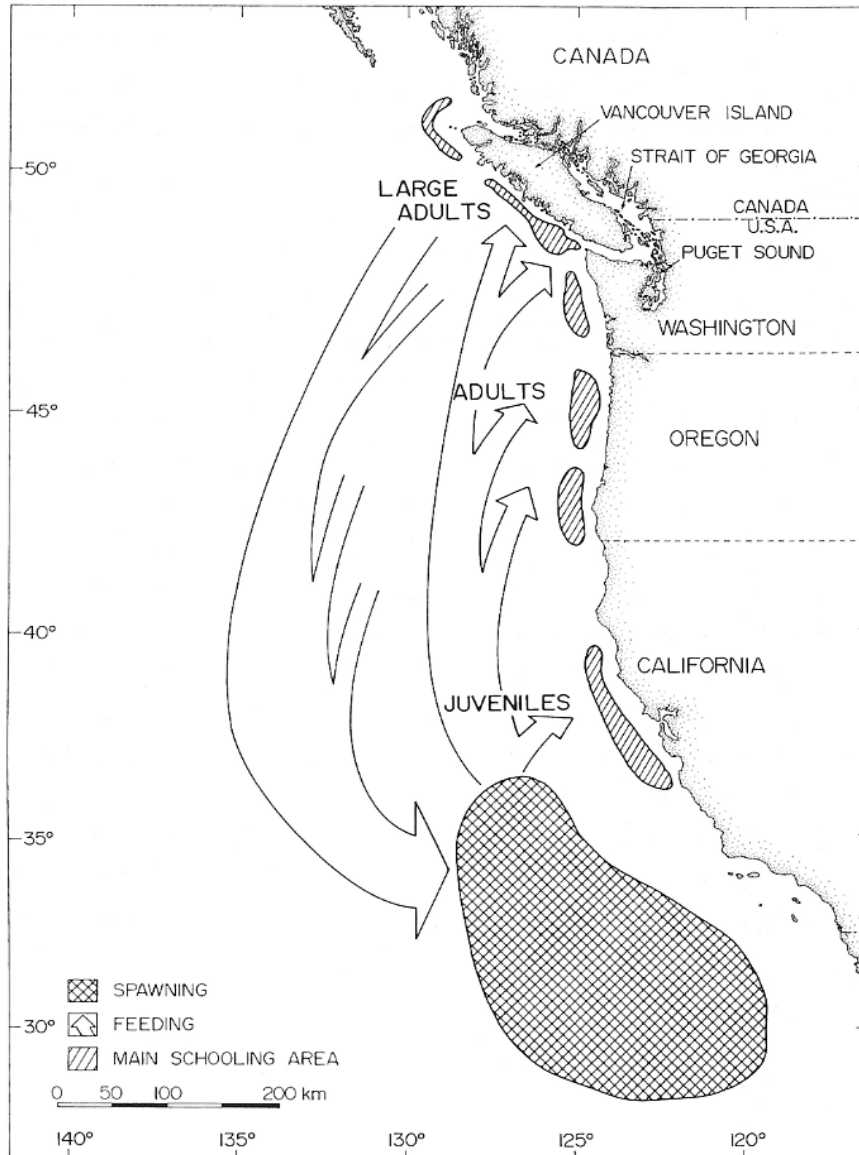 CANADA
VANCOUVER ISLAND
STRAIT OF GEORGIA
50°
LARGE
ADULTS
CANADA
U.S.A.
PUGET SOUND
WASHINGTON
45°
ADULTS
OREGON
40°
CALIFORNIA
JUVENILES
35°
SPAWNING
30°
FEEDING
MAIN SCHOOLING AREA
0 50 100 200 km
140° 135° 130° 125° 120°